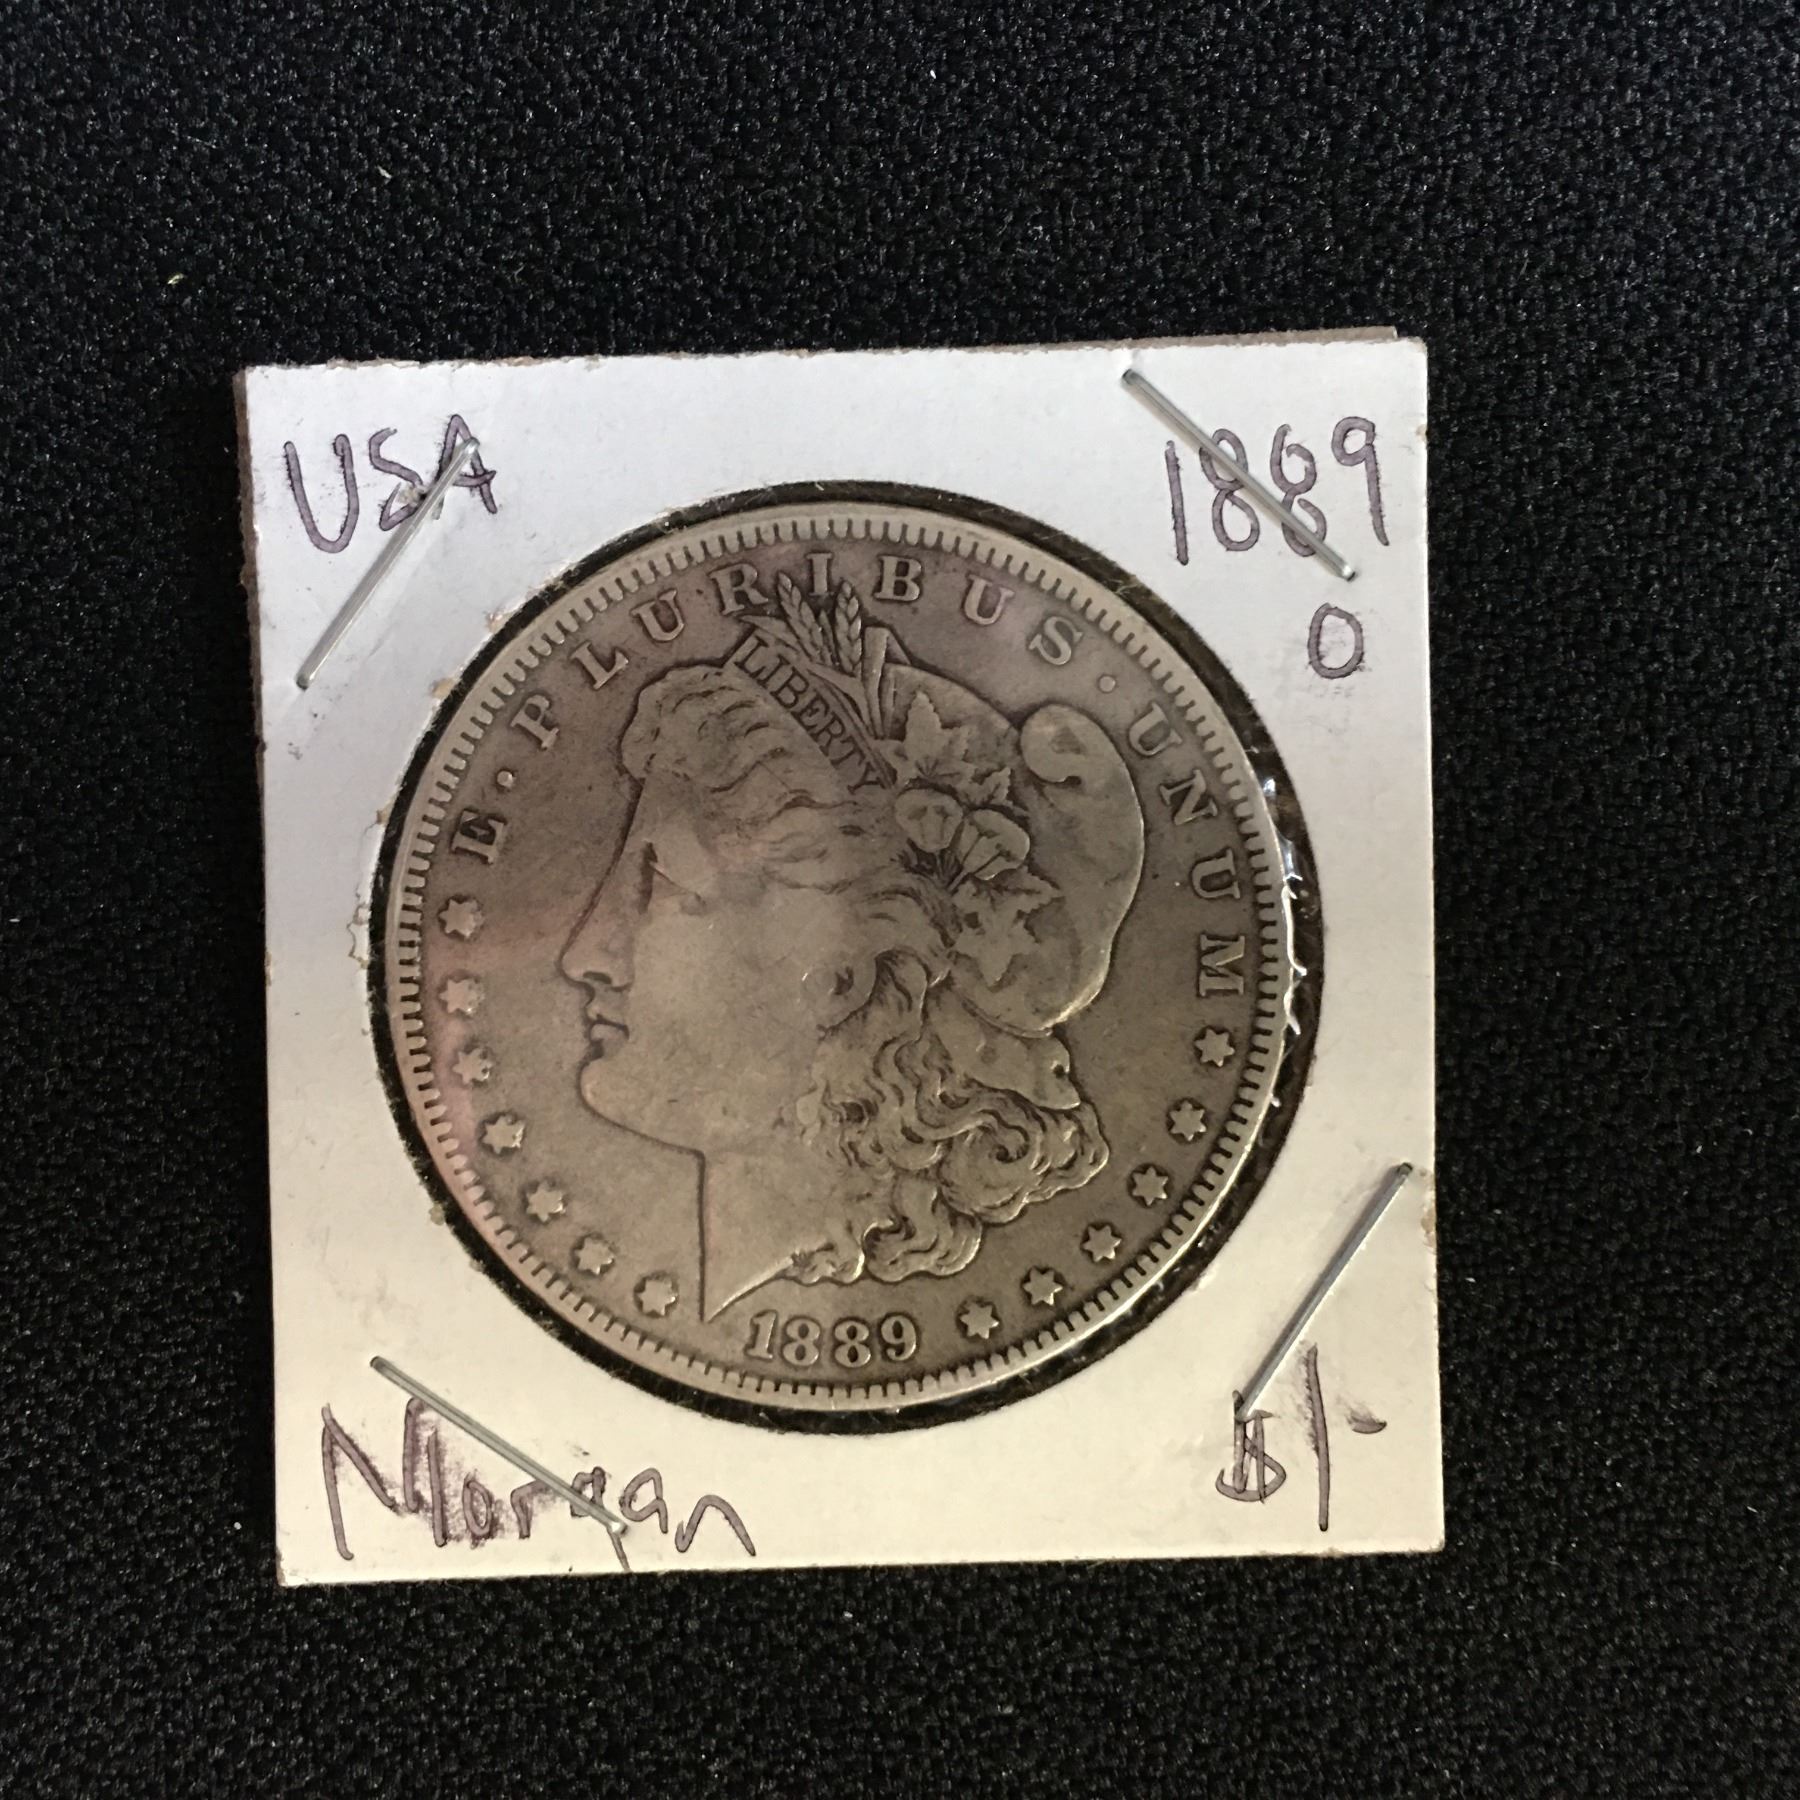 USA
1889
O
E · PLURIBUS · UNUM
LIBERTY
1889
Morgan
$1-